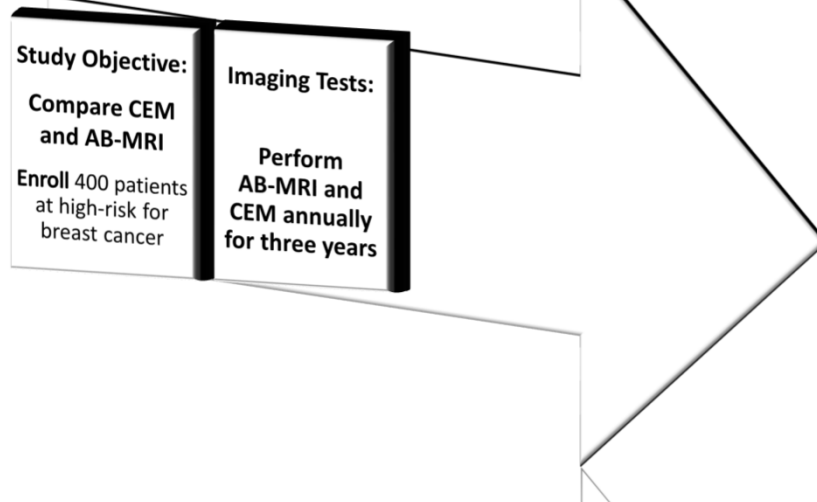 Study Objective:
Compare CEM
and AB-MRI
Enroll 400 patients
at high-risk for
breast cancer
Imaging Tests:
Perform
AB-MRI and
CEM annually
for three years